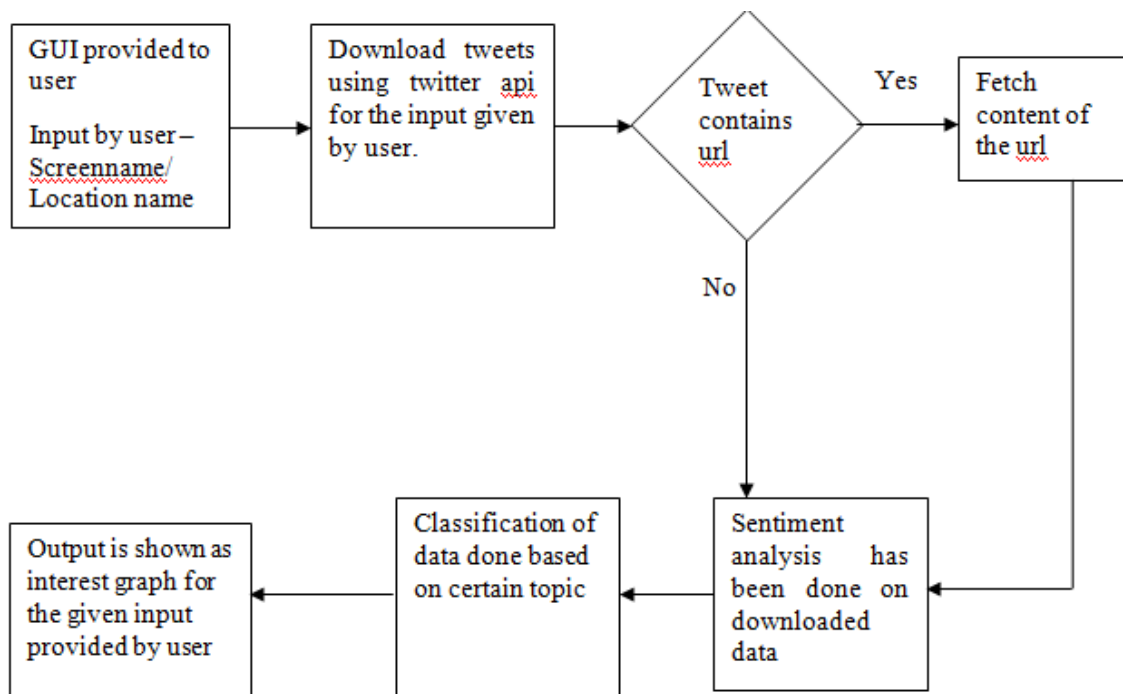 GUI provided to
user
Input by user –
Screenname/
Location name
Download tweets
using twitter api
for the input given
by user.
Tweet
contains
url
Yes
Fetch
content of
the url
No
Sentiment
analysis has
been done on
downloaded
data
Classification of
data done based
on certain topic
Output is shown as
interest graph for
the given input
provided by user